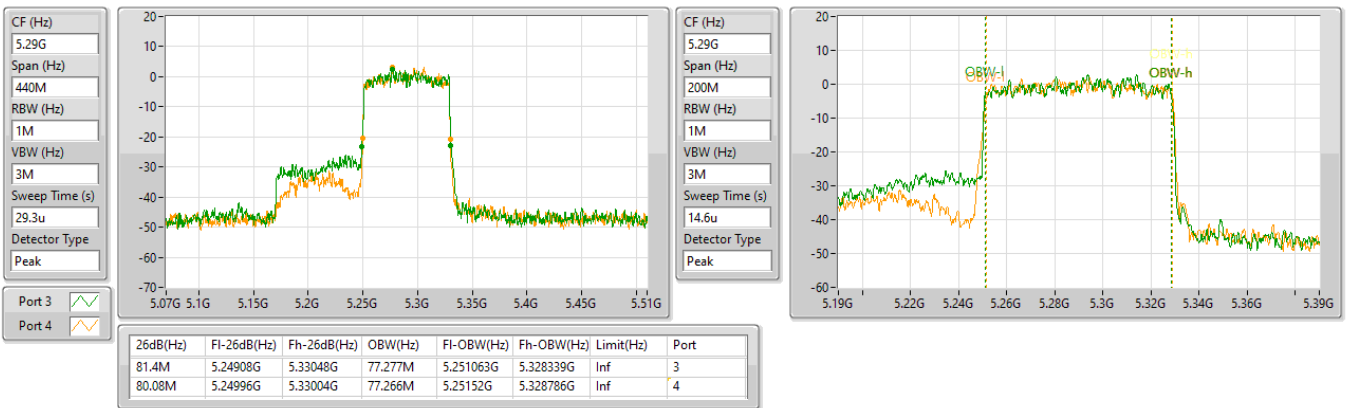 CF (Hz)
5.29G
Span (Hz)
440M
RBW (Hz)
1M
VBW (Hz)
3M
Sweep Time (s)
29.3u
Detector Type
Peak
Port 3
Port 4
20
10
0
-10
-20
-30
-40
-50
-60
-70
5.07G 5.1G 5.15G 5.2G 5.25G 5.3G 5.35G 5.4G 5.45G 5.51G
CF (Hz)
5.29G
Span (Hz)
200M
RBW (Hz)
1M
VBW (Hz)
3M
Sweep Time (s)
14.6u
Detector Type
Peak
20
10
0
-10
-20
-30
-40
-50
-60
OBW-l
OBW-h
5.19G 5.22G 5.24G 5.26G 5.28G 5.3G 5.32G 5.34G 5.36G 5.39G
26dB(Hz) Fl-26dB(Hz) Fh-26dB(Hz) OBW(Hz) Fl-OBW(Hz) Fh-OBW(Hz) Limit(Hz) Port
81.4M 5.24908G 5.33048G 77.277M 5.251063G 5.328339G Inf 3
80.08M 5.24996G 5.33004G 77.266M 5.25152G 5.328786G Inf 4